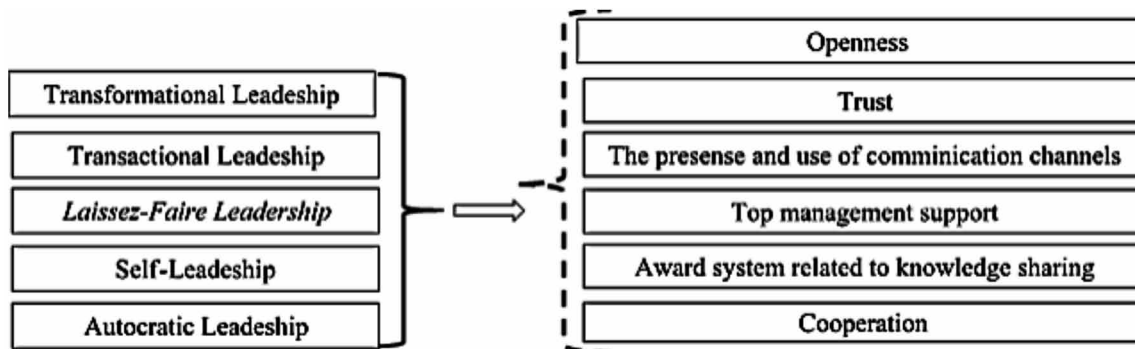 Transformational Leadeship
Transactional Leadeship
Laissez-Faire Leadership
Self-Leadeship
Autocratic Leadeship
Openness
Trust
The presense and use of comminication channels
Top management support
Award system related to knowledge sharing
Cooperation